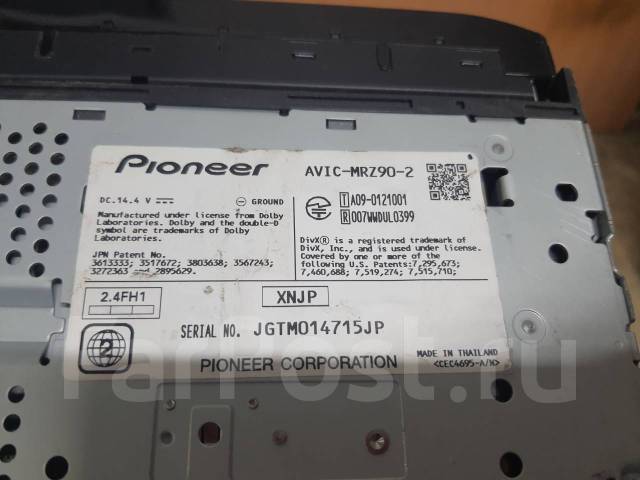 Pioneer
AVIC-MRZ90-2
DC.14.4 V
GROUND
T A09-0121001
R 007WWDUL0399
Manufactured under license from Dolby
Laboratories. Dolby and the double-D
symbol are trademarks of Dolby
Laboratories.
DivX® is a registered trademark of
DivX, Inc., and is used under license.
Covered by one or more of the
following U.S.Patents:7,295,673;
7,460,688; 7,519,274; 7,515,710;
JPN Patent No.
3613333; 3517672; 3803638; 3567243;
3272363 2895629.
2.4FH1
XNJP
2
SERIAL NO. JGTM014715JP
PIONEER CORPORATION
MADE IN THAILAND
<CEC4695-A/N>
FarPost.ru